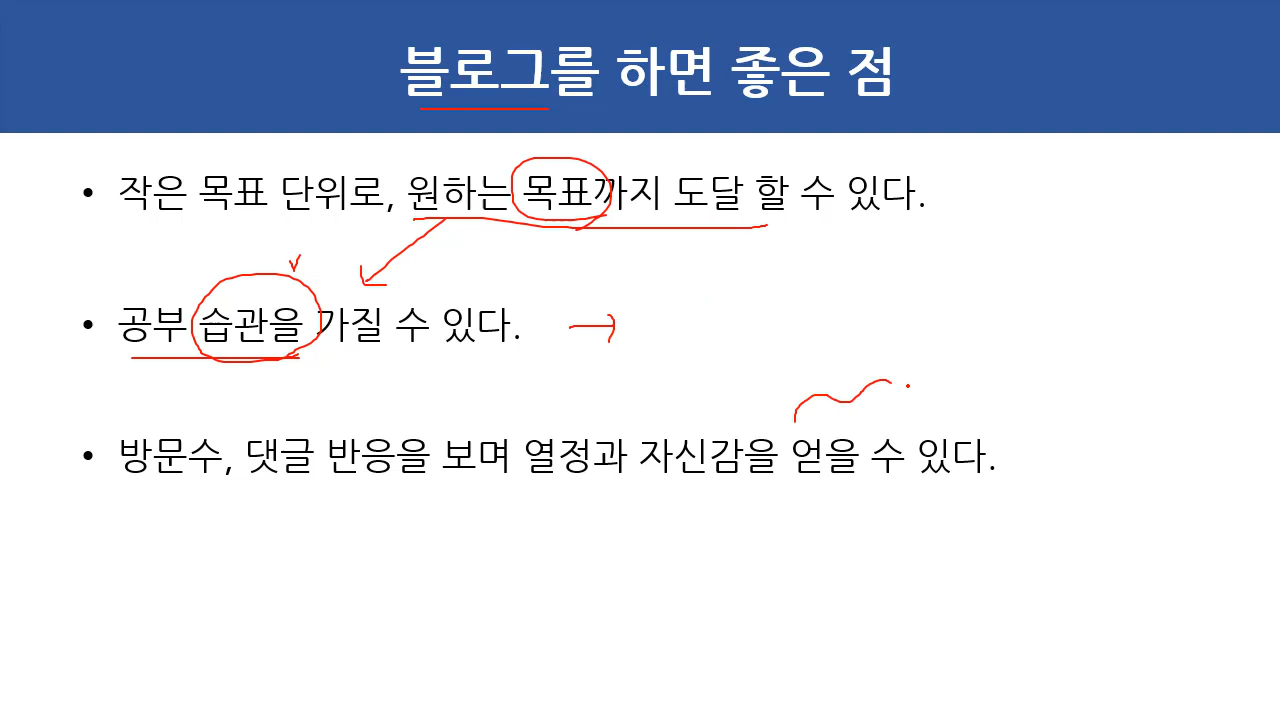 블로그를 하면 좋은 점
• 작은 목표 단위로, 원하는 목표까지 도달 할 수 있다.
• 공부 습관을 가질 수 있다.
• 방문수, 댓글 반응을 보며 열정과 자신감을 얻을 수 있다.